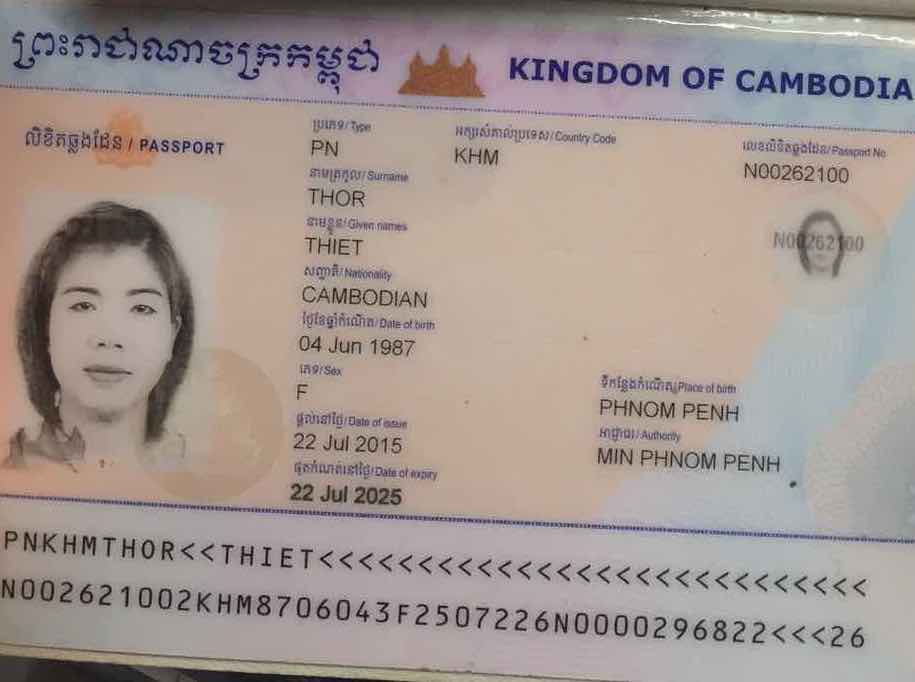 ព្រះរាជាណាចក្រកម្ពុជា KINGDOM OF CAMBODIA
លិខិតឆ្លងដែន / PASSPORT
ប្រភេទ/Type
PN
អក្សរសំគាល់ប្រទេស/Country Code
KHM
លេខលិខិតឆ្លងដែន/Passport No
N00262100
នាមត្រកូល/Surname
THOR
នាមខ្លួន/Given names
THIET
N00262100
សញ្ជាតិ/Nationality
CAMBODIAN
ថ្ងៃខែឆ្នាំកំណើត/Date of birth
04 Jun 1987
ភេទ/Sex
F
ទីកន្លែងកំណើត/Place of birth
PHNOM PENH
ផ្តល់នៅថ្ងៃ/Date of issue
22 Jul 2015
អាជ្ញាធរ/Authority
MIN PHNOM PENH
ផុតកំណត់នៅថ្ងៃ/Date of expiry
22 Jul 2025
PNKHMTHOR<<THIET<<<<<<<<<<<<<<<<<<<<<<<<<<<<
N002621002KHM8706043F2507226N0000296822<<<26